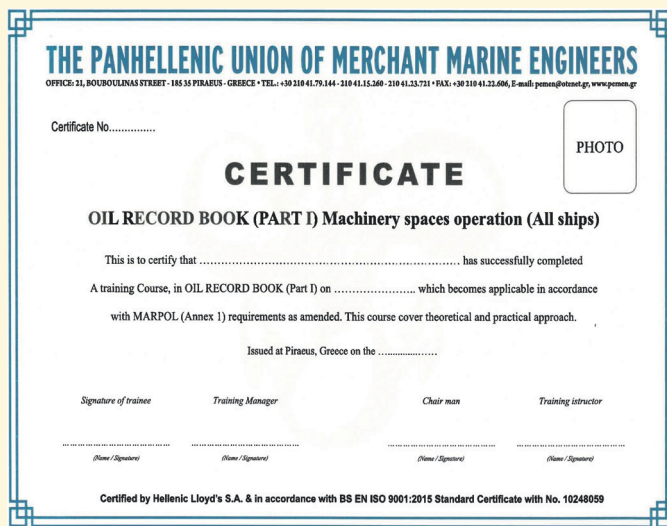 THE PANHELLENIC UNION OF MERCHANT MARINE ENGINEERS
OFFICE: 21, BOUBOULINAS STREET - 185 35 PIRAEUS - GREECE • TEL.: +30 210 41.79.144 - 210 41.15.260 - 210 41.23.721 • FAX: +30 210 41.22.606, E-mail: pemen@otenet.gr, www.pemen.gr
Certificate No...............
PHOTO
CERTIFICATE
OIL RECORD BOOK (PART I) Machinery spaces operation (All ships)
This is to certify that ……………………………………………………………… has successfully completed
A training Course, in OIL RECORD BOOK (Part I) on ………………….. which becomes applicable in accordance
with MARPOL (Annex 1) requirements as amended. This course cover theoretical and practical approach.
Issued at Piraeus, Greece on the ….................……
Signature of trainee Training Manager Chair man Training istructor
……………………………… ……………………………… ……………………………… ………………………………
(Name / Signature) (Name / Signature) (Name / Signature) (Name / Signature)
Certified by Hellenic Lloyd's S.A. & in accordance with BS EN ISO 9001:2015 Standard Certificate with No. 10248059